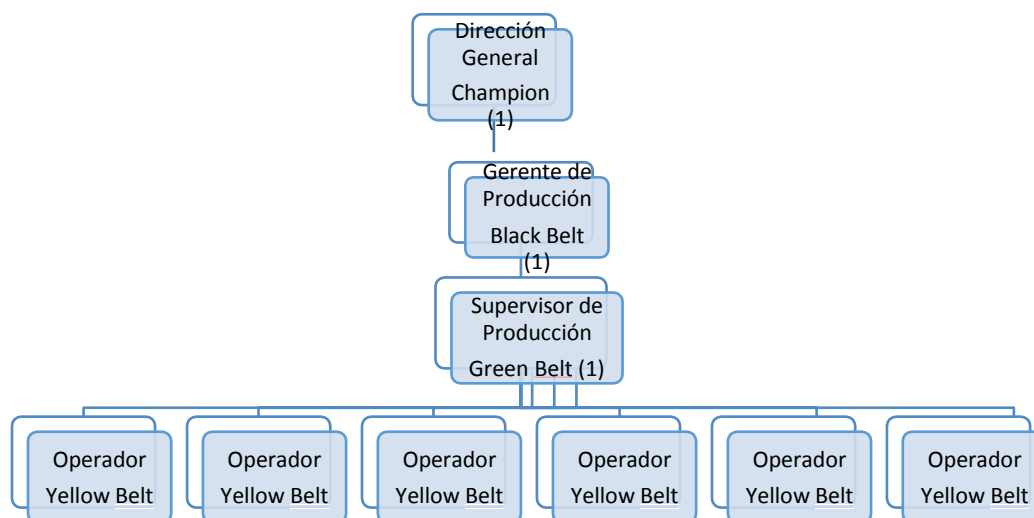 Dirección
General
Champion
(1)
Gerente de
Producción
Black Belt
(1)
Supervisor de
Producción
Green Belt (1)
Operador
Yellow Belt
Operador
Yellow Belt
Operador
Yellow Belt
Operador
Yellow Belt
Operador
Yellow Belt
Operador
Yellow Belt